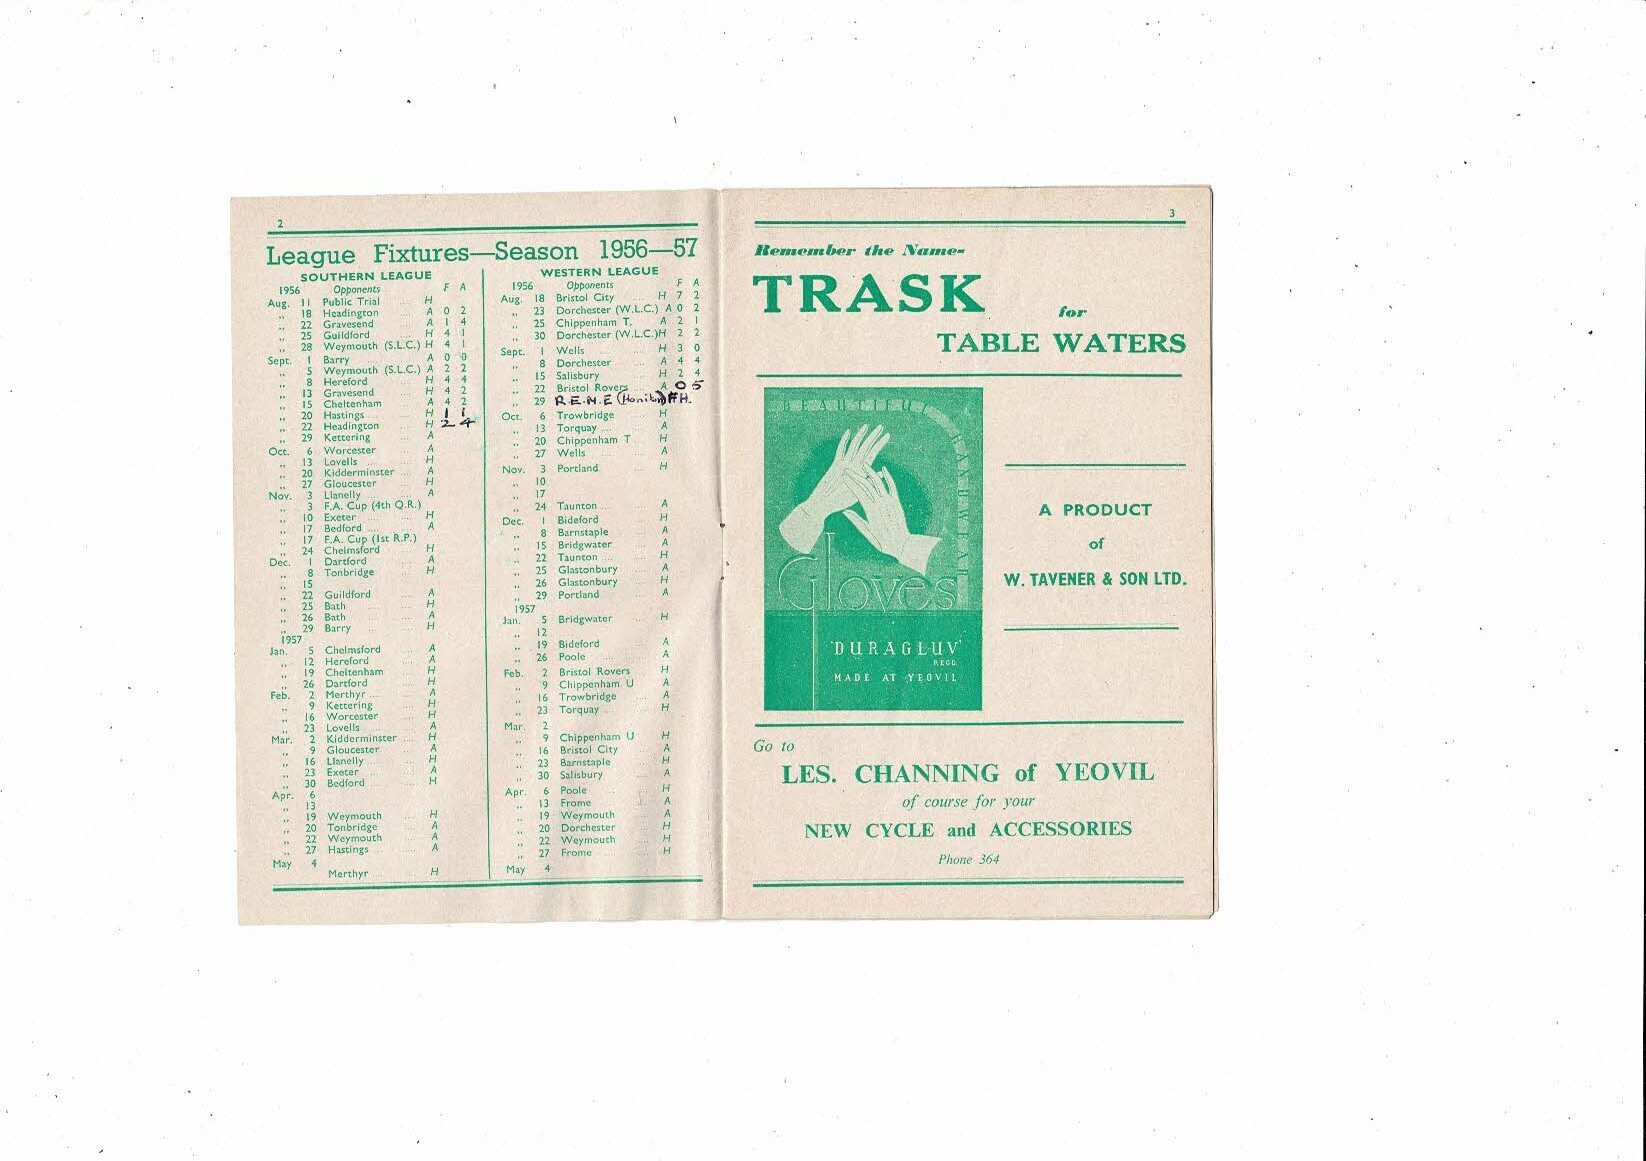 2
League Fixtures—Season 1956—57
SOUTHERN LEAGUE
1956 Opponents F A
Aug. 11 Public Trial .... H
„ 18 Headington .... A 0 2
„ 22 Gravesend .... A 1 4
„ 25 Guildford .... H 4 1
„ 28 Weymouth (S.L.C.) H 4 1
Sept. 1 Barry .... A 0 0
„ 5 Weymouth (S.L.C.) A 2 2
„ 8 Hereford .... H 4 4
„ 13 Gravesend .... H 4 2
„ 15 Cheltenham .... A 4 2
„ 20 Hastings .... H 1 1
„ 22 Headington .... H 2 4
„ 29 Kettering .... A
Oct. 6 Worcester .... A
„ 13 Lovells .... H
„ 20 Kidderminster .... A
„ 27 Gloucester .... H
Nov. 3 Llanelly .... A
„ 3 F.A. Cup (4th Q.R.)
„ 10 Exeter .... H
„ 17 Bedford .... A
„ 17 F.A. Cup (1st R.P.)
„ 24 Chelmsford .... H
Dec. 1 Dartford .... A
„ 8 Tonbridge .... H
„ 15
„ 22 Guildford .... A
„ 25 Bath .... H
„ 26 Bath .... A
„ 29 Barry .... H
1957
Jan. 5 Chelmsford .... A
„ 12 Hereford .... A
„ 19 Cheltenham .... H
„ 26 Dartford .... H
Feb. 2 Merthyr .... A
„ 9 Kettering .... H
„ 16 Worcester .... H
„ 23 Lovells .... A
Mar. 2 Kidderminster .... H
„ 9 Gloucester .... A
„ 16 Llanelly .... H
„ 23 Exeter .... A
„ 30 Bedford .... H
Apr. 6
„ 13
„ 19 Weymouth .... H
„ 20 Tonbridge .... A
„ 22 Weymouth .... A
„ 27 Hastings .... A
May 4
Merthyr .... H
WESTERN LEAGUE
1956 Opponents F A
Aug. 18 Bristol City .... H 7 2
„ 23 Dorchester (W.L.C.) A 0 2
„ 25 Chippenham T. A 2 1
„ 30 Dorchester (W.L.C.) H 2 2
Sept. 1 Wells .... H 3 0
„ 8 Dorchester .... A 4 4
„ 15 Salisbury .... H 2 4
„ 22 Bristol Rovers .... A 0 5
„ 29 R.E.M.E (Honiton) H.
Oct. 6 Trowbridge H
„ 13 Torquay .... A
„ 20 Chippenham T H
„ 27 Wells .... A
Nov. 3 Portland H
„ 10
„ 17
„ 24 Taunton .... A
Dec. 1 Bideford .... H
„ 8 Barnstaple .... A
„ 15 Bridgwater .... A
„ 22 Taunton .... H
„ 25 Glastonbury .... A
„ 26 Glastonbury .... H
„ 29 Portland .... A
1957
Jan. 5 Bridgwater .... H
„ 12
„ 19 Bideford A
„ 26 Poole .... A
Feb. 2 Bristol Rovers H
„ 9 Chippenham U A
„ 16 Trowbridge .... A
„ 23 Torquay .... H
Mar. 2
„ 9 Chippenham U H
„ 16 Bristol City .... A
„ 23 Barnstaple .... H
„ 30 Salisbury .... A
Apr. 6 Poole .... H
„ 13 Frome .... A
„ 19 Weymouth .... A
„ 20 Dorchester .... H
„ 22 Weymouth .... H
„ 27 Frome .... H
May 4
3
Remember the Name-
TRASK
for
TABLE WATERS
BEAUTIFUL
HANDWEAR
Gloves
'DURAGLUV'
REGD.
MADE AT YEOVIL
A PRODUCT
of
W. TAVENER & SON LTD.
Go to
LES. CHANNING of YEOVIL
of course for your
NEW CYCLE and ACCESSORIES
Phone 364